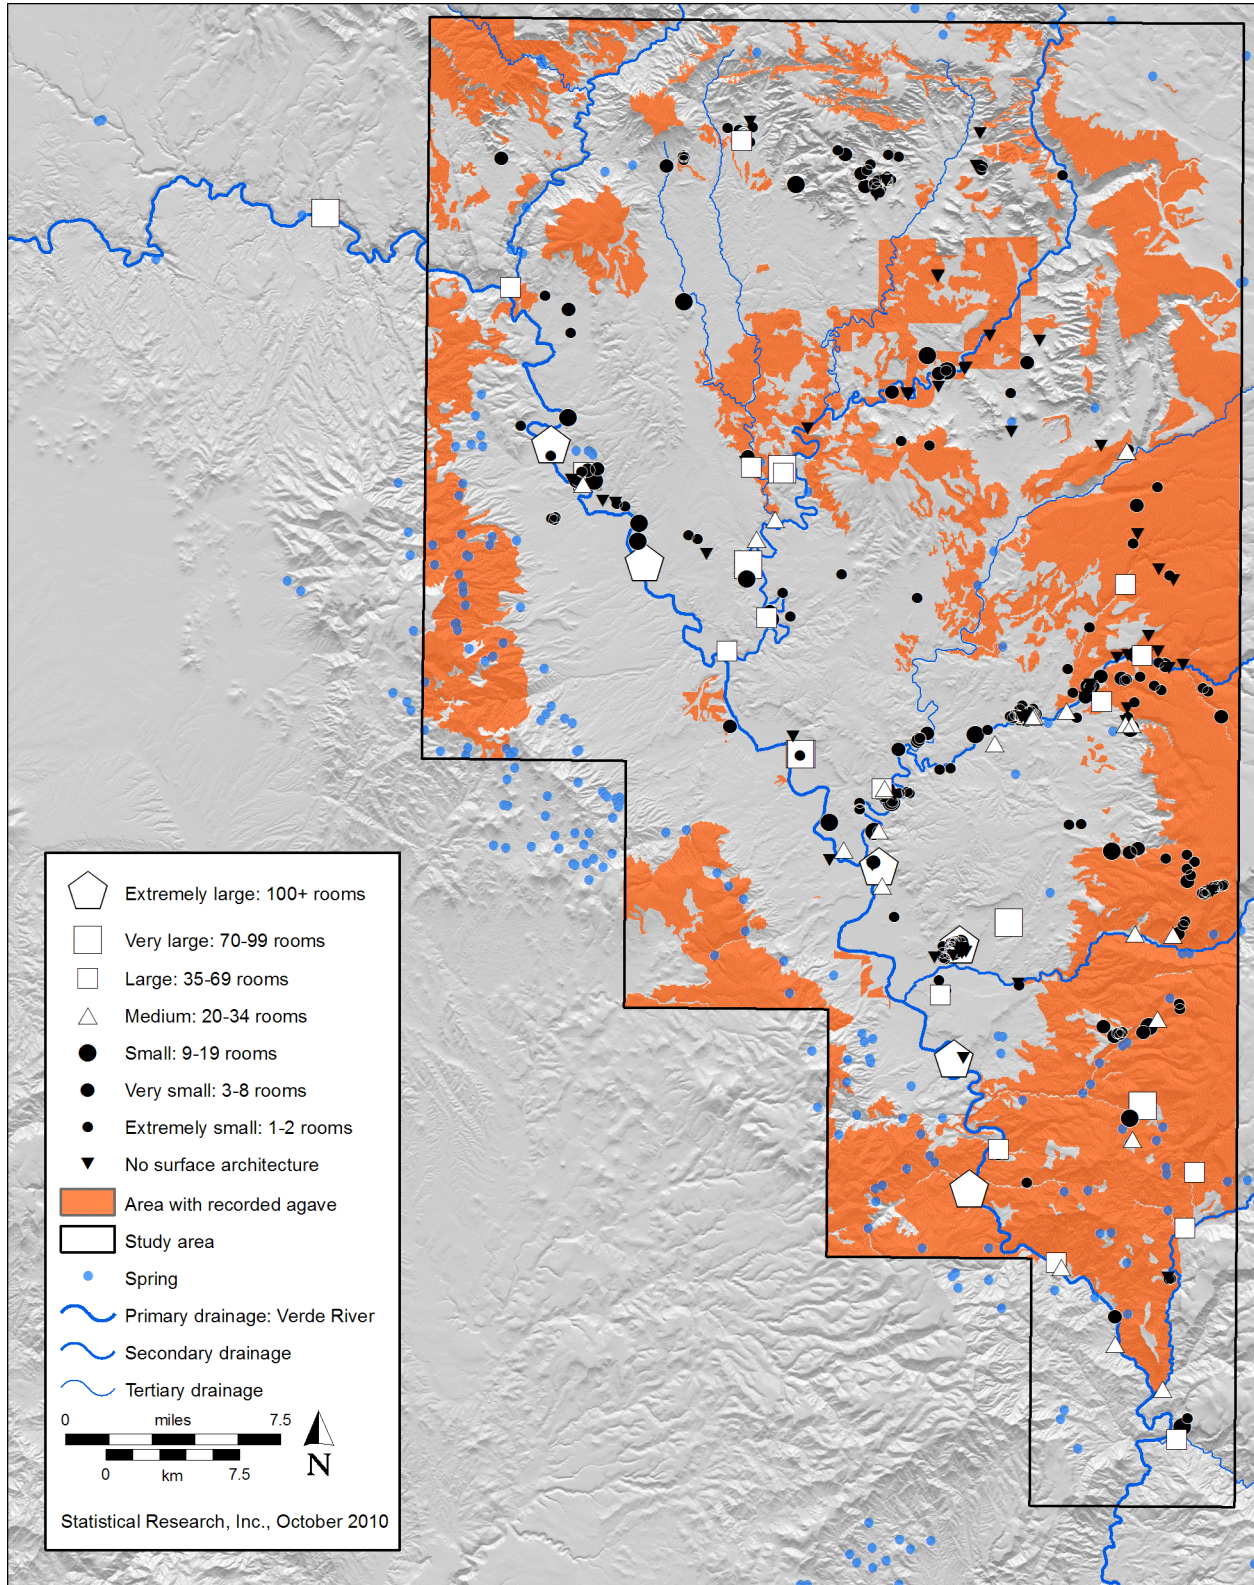 Extremely large: 100+ rooms
Very large: 70-99 rooms
Large: 35-69 rooms
Medium: 20-34 rooms
Small: 9-19 rooms
Very small: 3-8 rooms
Extremely small: 1-2 rooms
No surface architecture
Area with recorded agave
Study area
Spring
Primary drainage: Verde River
Secondary drainage
Tertiary drainage
0 miles 7.5
0 km 7.5
N
Statistical Research, Inc., October 2010